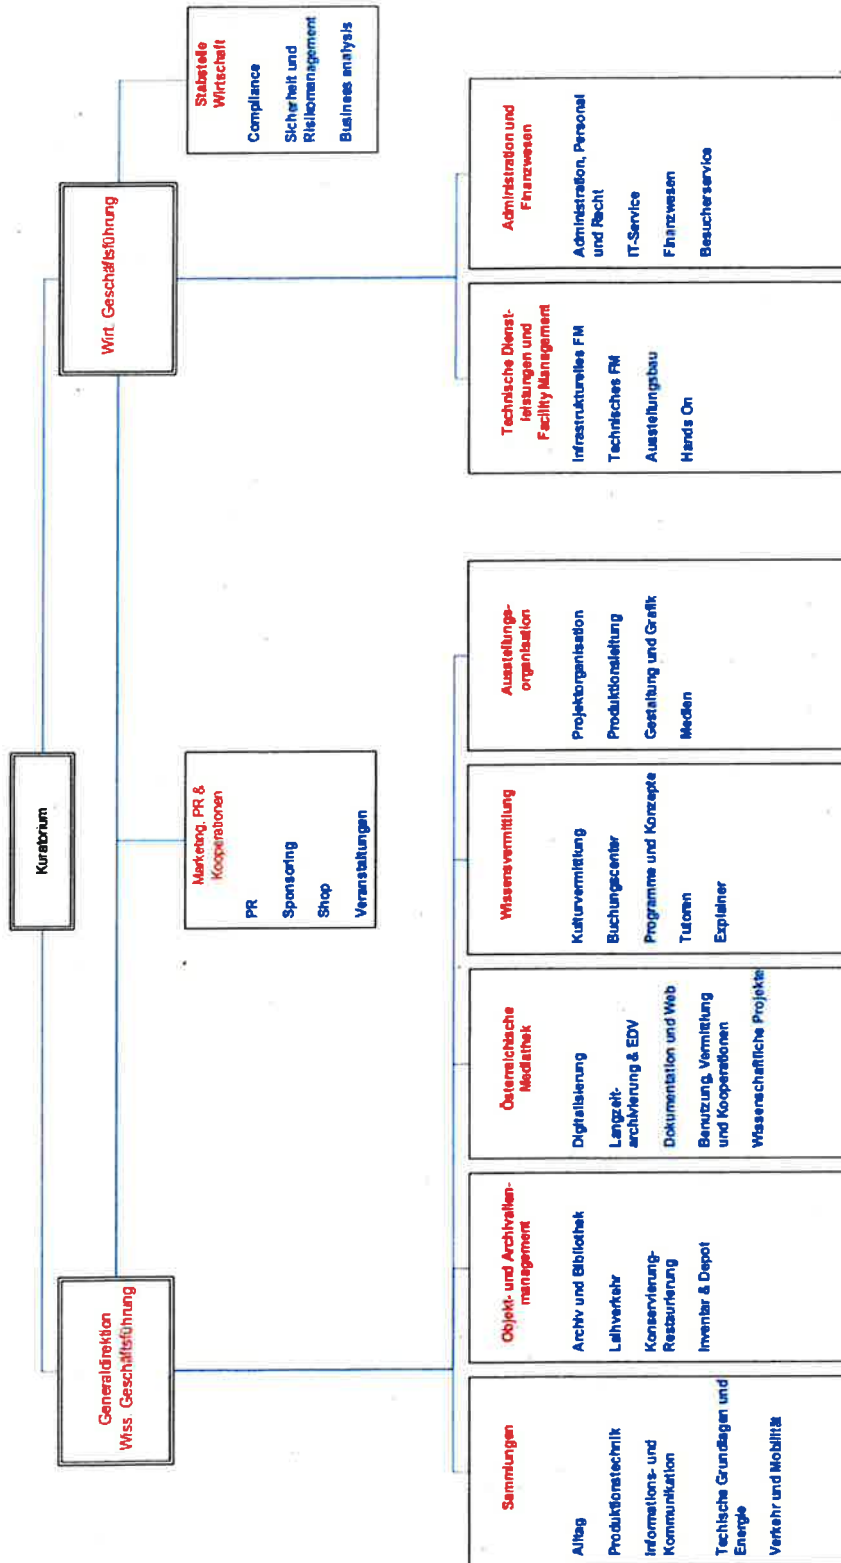 Kuratorium
Generaldirektion
Wiss. Geschäftsführung
Wirt. Geschäftsführung
Marketing, PR &
Kooperationen
PR
Sponsoring
Shop
Veranstaltungen
Stabstelle
Wirtschaft
Compliance
Sicherheit und
Risikomanagement
Business analysis
Sammlungen
Alltag
Produktionstechnik
Informations- und
Kommunikation
Techische Grundlagen und
Energie
Verkehr und Mobilität
Objekt- und Archivalien-
management
Archiv und Bibliothek
Leihverkehr
Konservierung-
Restaurierung
Inventar & Depot
Österreichische
Mediathek
Digitalisierung
Langzeit-
archivierung & EDV
Dokumentation und Web
Benutzung, Vermittlung
und Kooperationen
Wissenschaftliche Projekte
Wissensvermittlung
Kulturvermittlung
Buchungscenter
Programme und Konzepte
Tutoren
Explainer
Ausstellungs-
organisation
Projektorganisation
Produktionsleitung
Gestaltung und Grafik
Medien
Technische Dienst-
leistungen und
Facility Management
Infrastrukturelles FM
Technisches FM
Ausstellungsbau
Hands On
Administration und
Finanzwesen
Administration, Personal
und Recht
IT-Service
Finanzwesen
Besucherservice